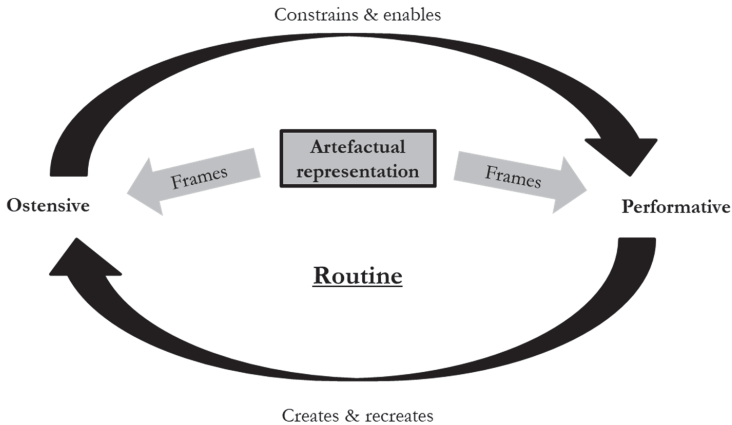 Constrains & enables
Artefactual
representation
Frames
Frames
Ostensive
Performative
Routine
Creates & recreates